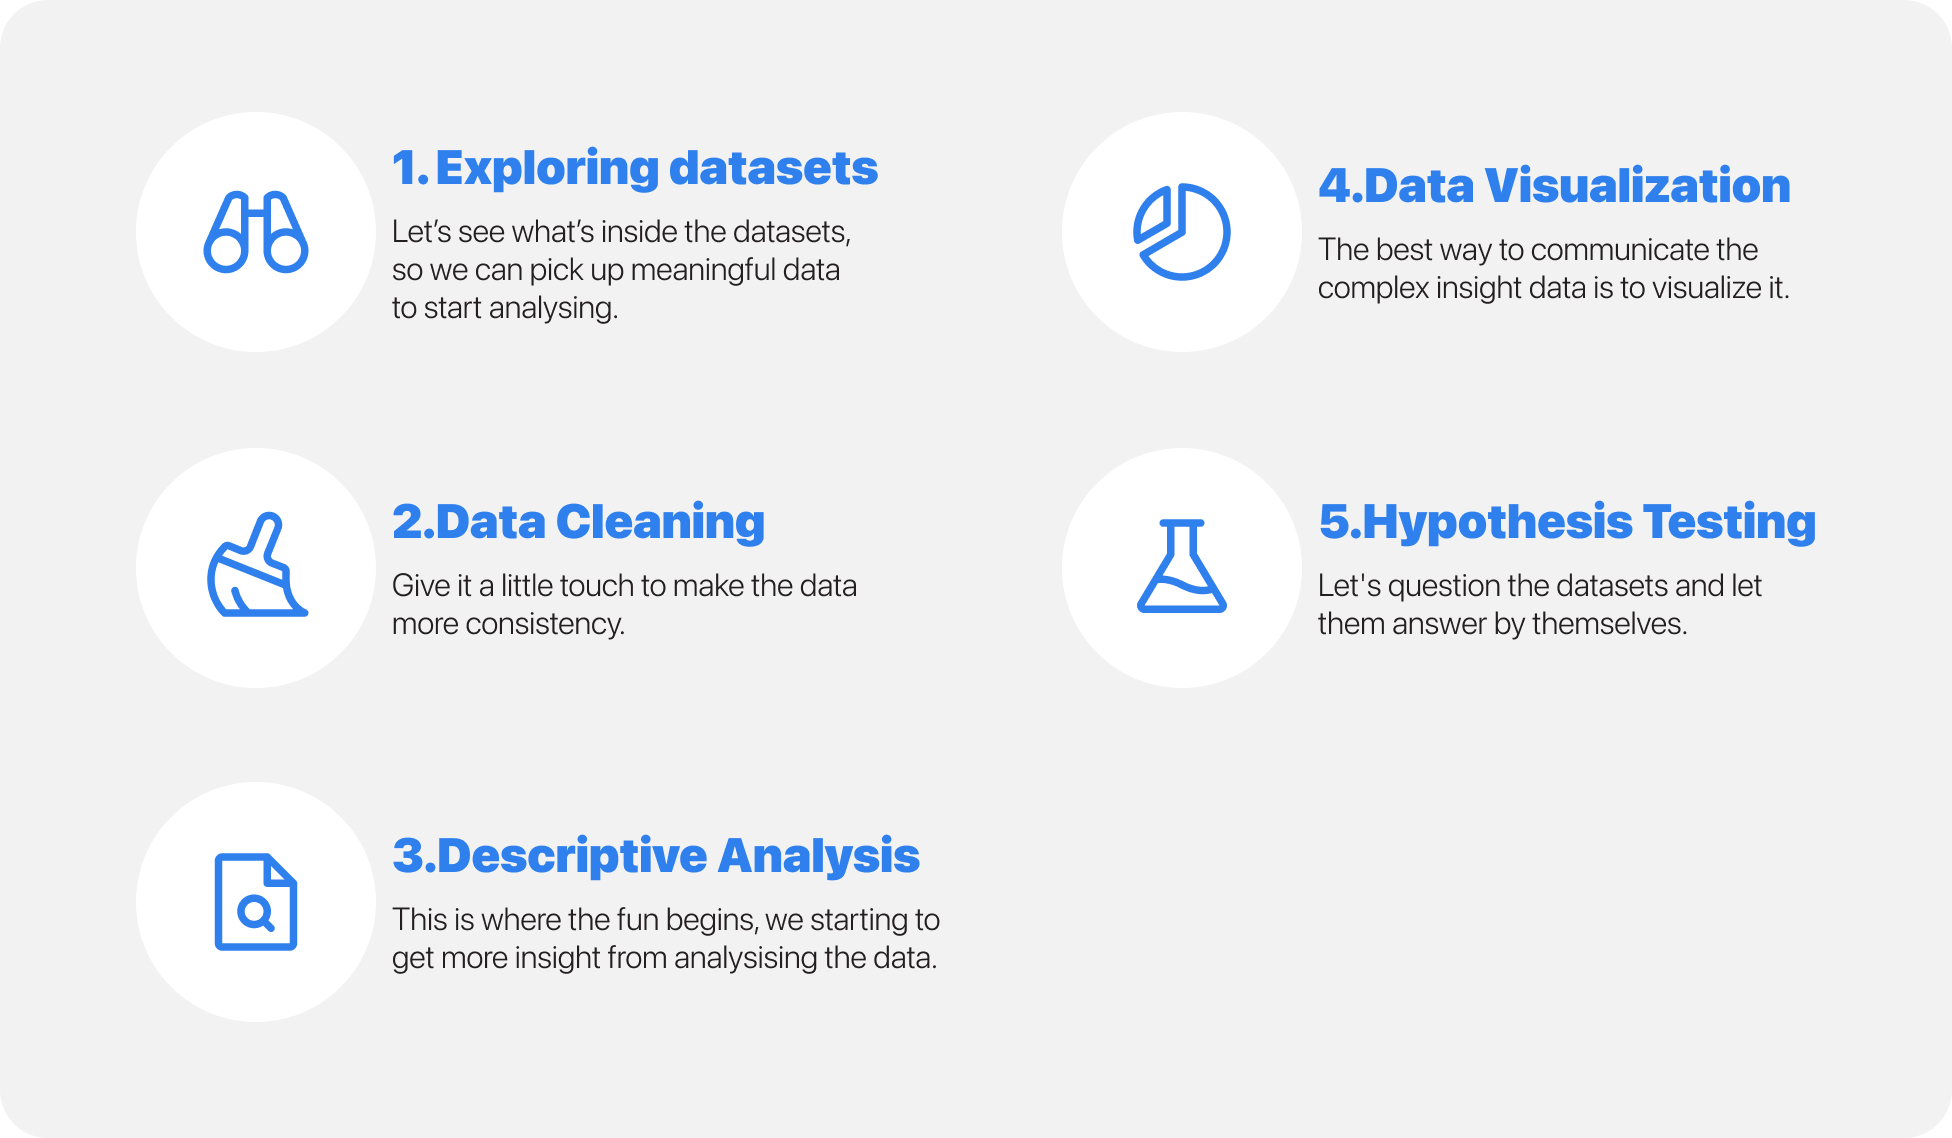 1. Exploring datasets
Let’s see what’s inside the datasets,
so we can pick up meaningful data
to start analysing.
2.Data Cleaning
Give it a little touch to make the data
more consistency.
3.Descriptive Analysis
This is where the fun begins, we starting to
get more insight from analysising the data.
4.Data Visualization
The best way to communicate the
complex insight data is to visualize it.
5.Hypothesis Testing
Let's question the datasets and let
them answer by themselves.